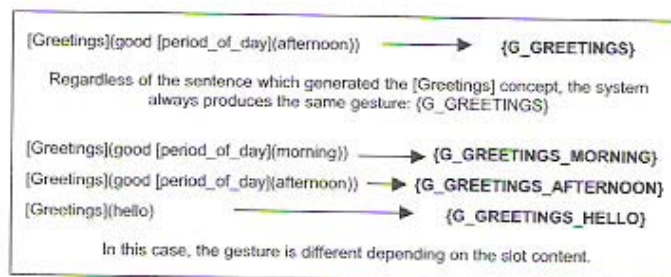 [Greetings](good [period_of_day](afternoon)) {G_GREETINGS}
Regardless of the sentence which generated the [Greetings] concept, the system
always produces the same gesture: {G_GREETINGS}
[Greetings](good [period_of_day](morning)) {G_GREETINGS_MORNING}
[Greetings](good [period_of_day](afternoon)) {G_GREETINGS_AFTERNOON}
[Greetings](hello) {G_GREETINGS_HELLO}
In this case, the gesture is different depending on the slot content.